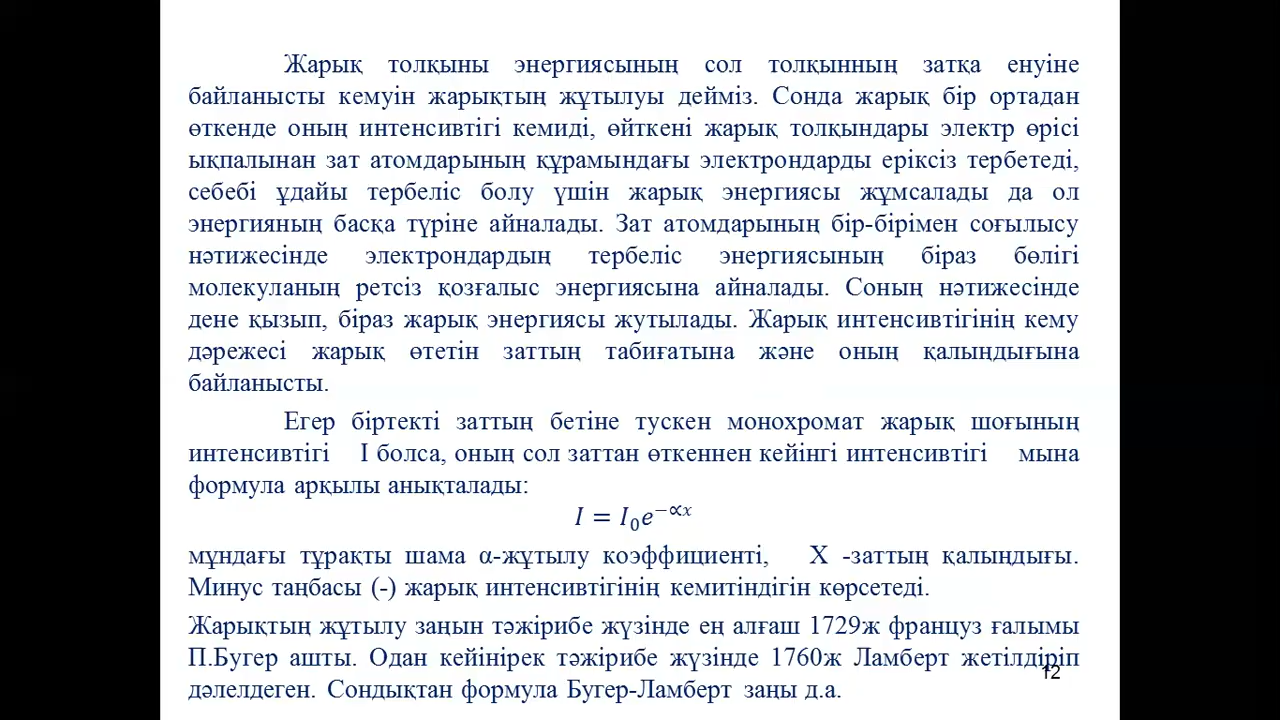 Жарық толқыны энергиясының сол толқынның затқа енуіне
байланысты кемуін жарықтың жұтылуы дейміз. Сонда жарық бір ортадан
өткенде оның интенсивтігі кемиді, өйткені жарық толқындары электр өрісі
ықпалынан зат атомдарының құрамындағы электрондарды еріксіз тербетеді,
себебі ұдайы тербеліс болу үшін жарық энергиясы жұмсалады да ол
энергияның басқа түріне айналады. Зат атомдарының бір-бірімен соғылысу
нәтижесінде электрондардың тербеліс энергиясының біраз бөлігі
молекуланың ретсіз қозғалыс энергиясына айналады. Соның нәтижесінде
дене қызып, біраз жарық энергиясы жутылады. Жарық интенсивтігінің кему
дәрежесі жарық өтетін заттың табиғатына және оның қалыңдығына
байланысты.
Егер біртекті заттың бетіне тускен монохромат жарық шоғының
интенсивтігі I болса, оның сол заттан өткеннен кейінгі интенсивтігі мына
формула арқылы анықталады:
I = I₀e^{−∝x}
мұндағы тұрақты шама α-жұтылу коэффициенті, X -заттың қалыңдығы.
Минус таңбасы (-) жарық интенсивтігінің кемитіндігін көрсетеді.
Жарықтың жұтылу заңын тәжірибе жүзінде ең алғаш 1729ж француз ғалымы
П.Бугер ашты. Одан кейінірек тәжірибе жүзінде 1760ж Ламберт жетілдіріп
дәлелдеген. Сондықтан формула Бугер-Ламберт заңы д.а.
12